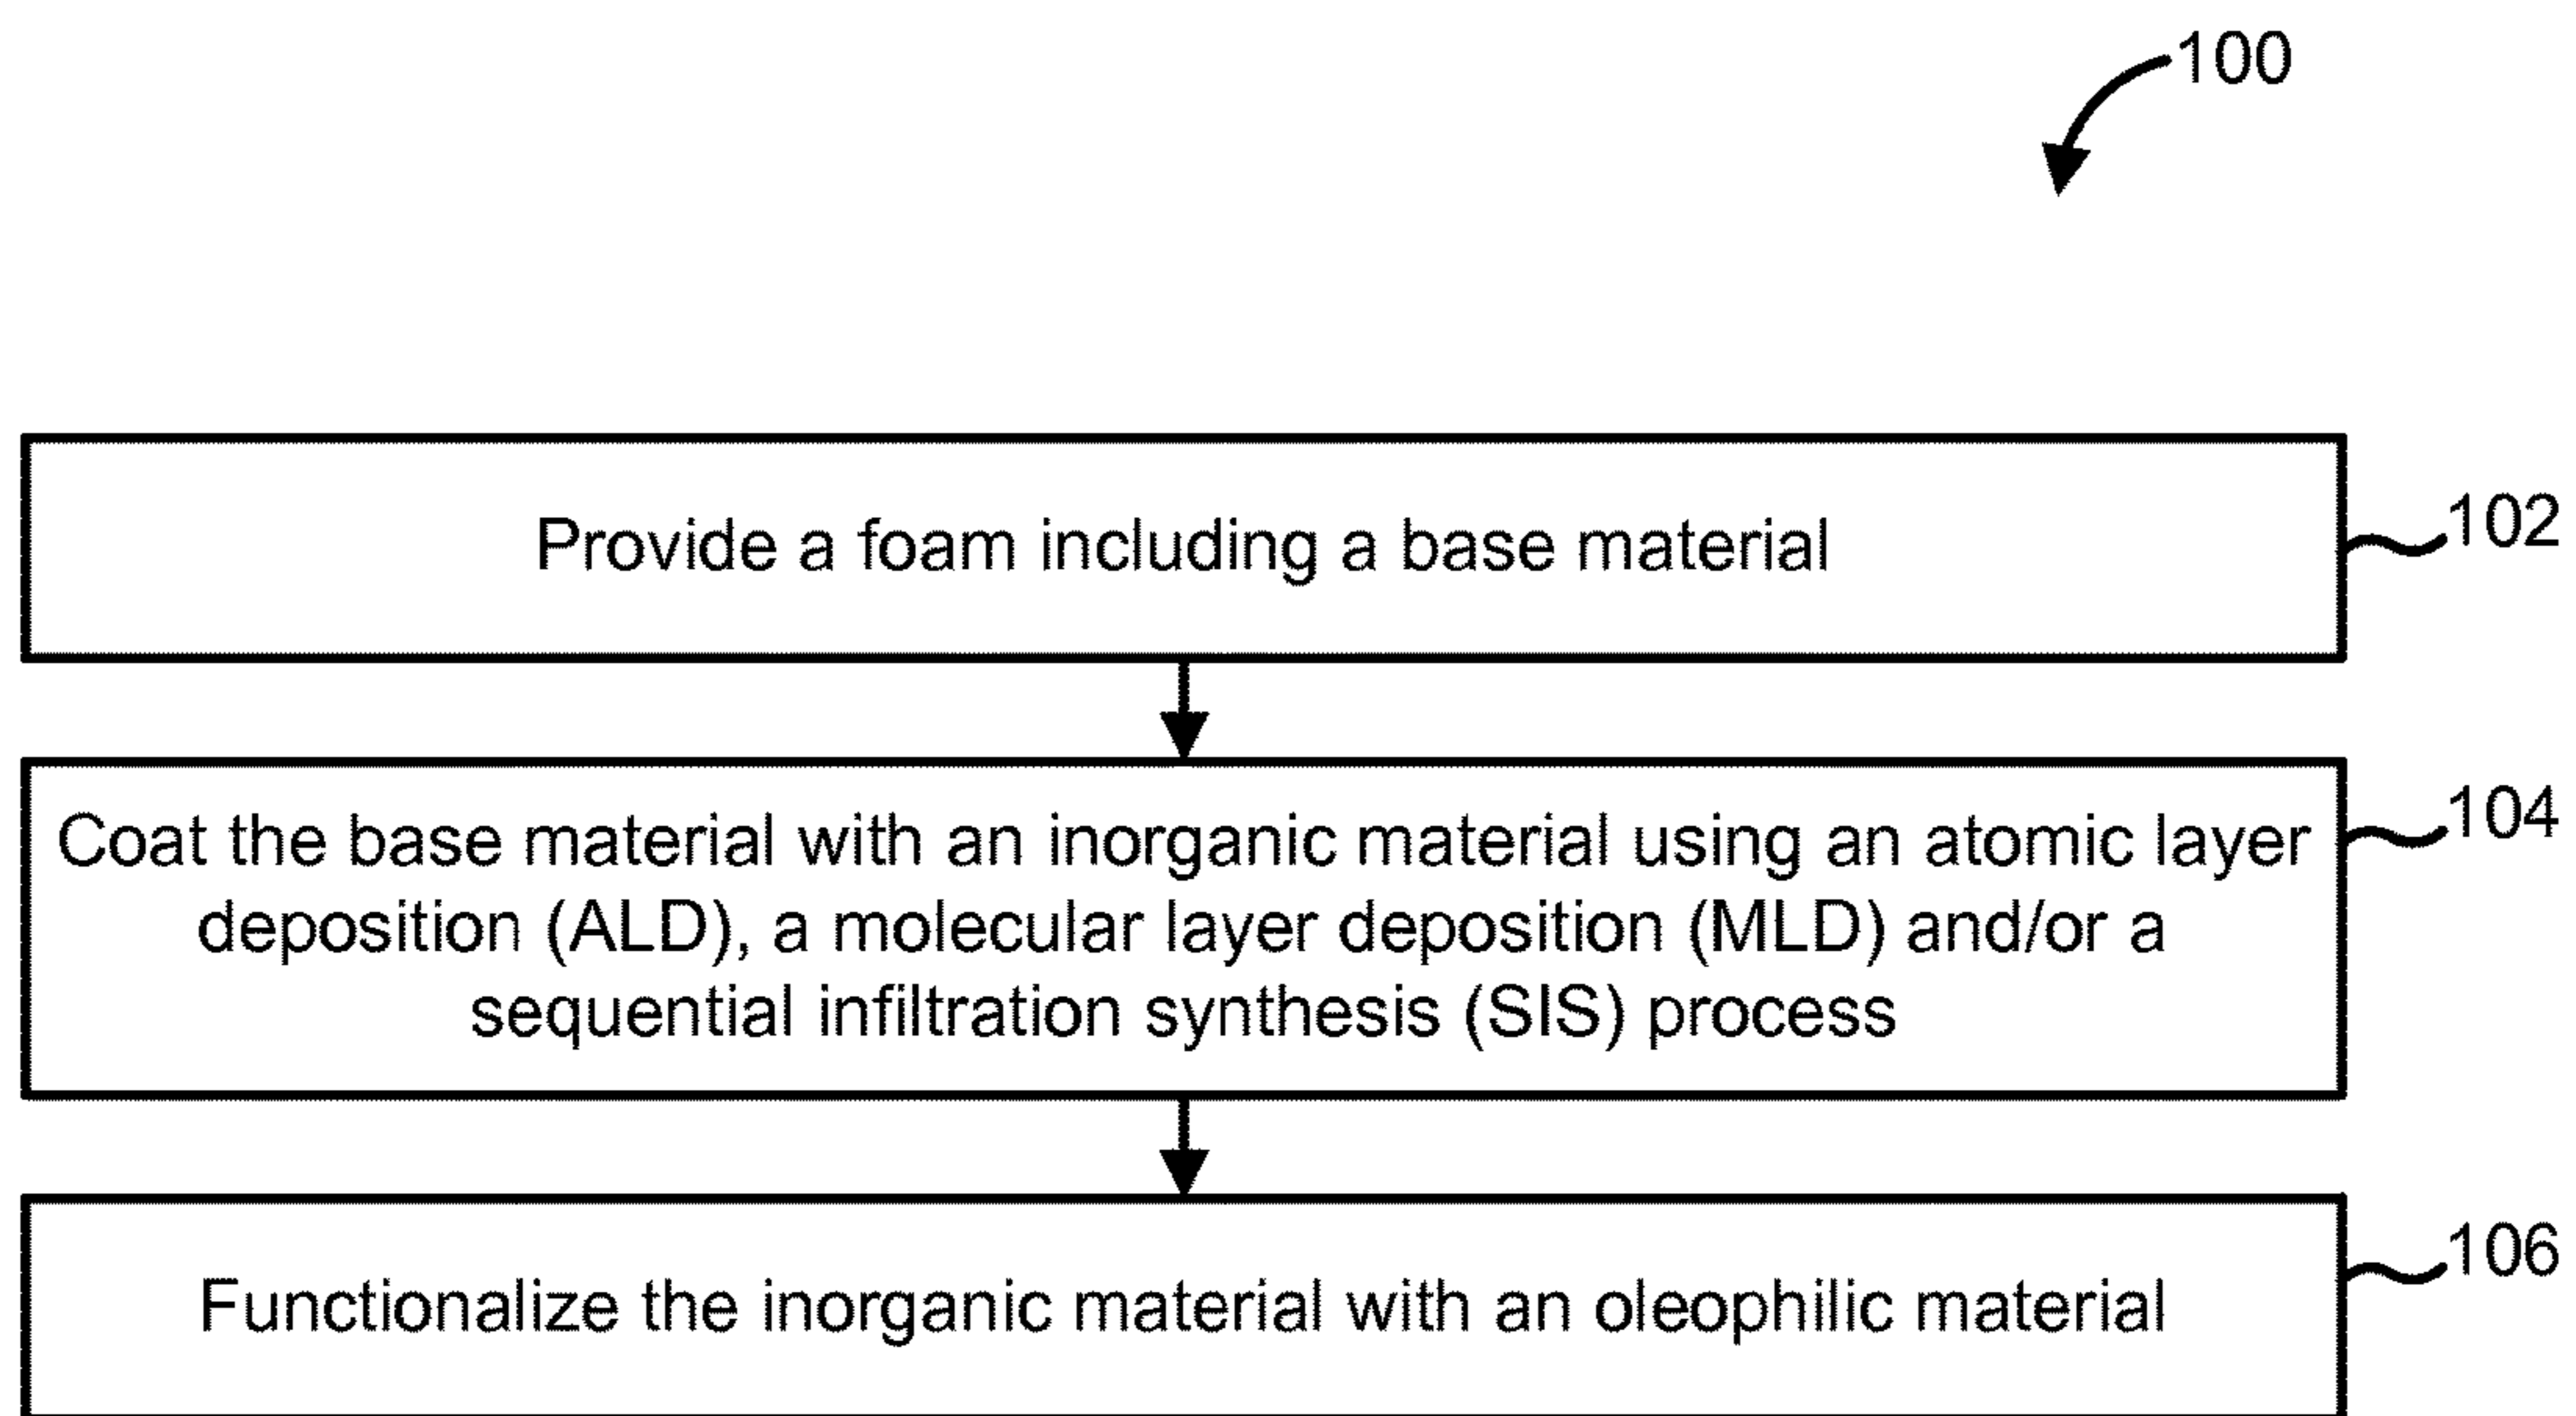 100
Provide a foam including a base material
102
Coat the base material with an inorganic material using an atomic layer
deposition (ALD), a molecular layer deposition (MLD) and/or a
sequential infiltration synthesis (SIS) process
104
Functionalize the inorganic material with an oleophilic material
106